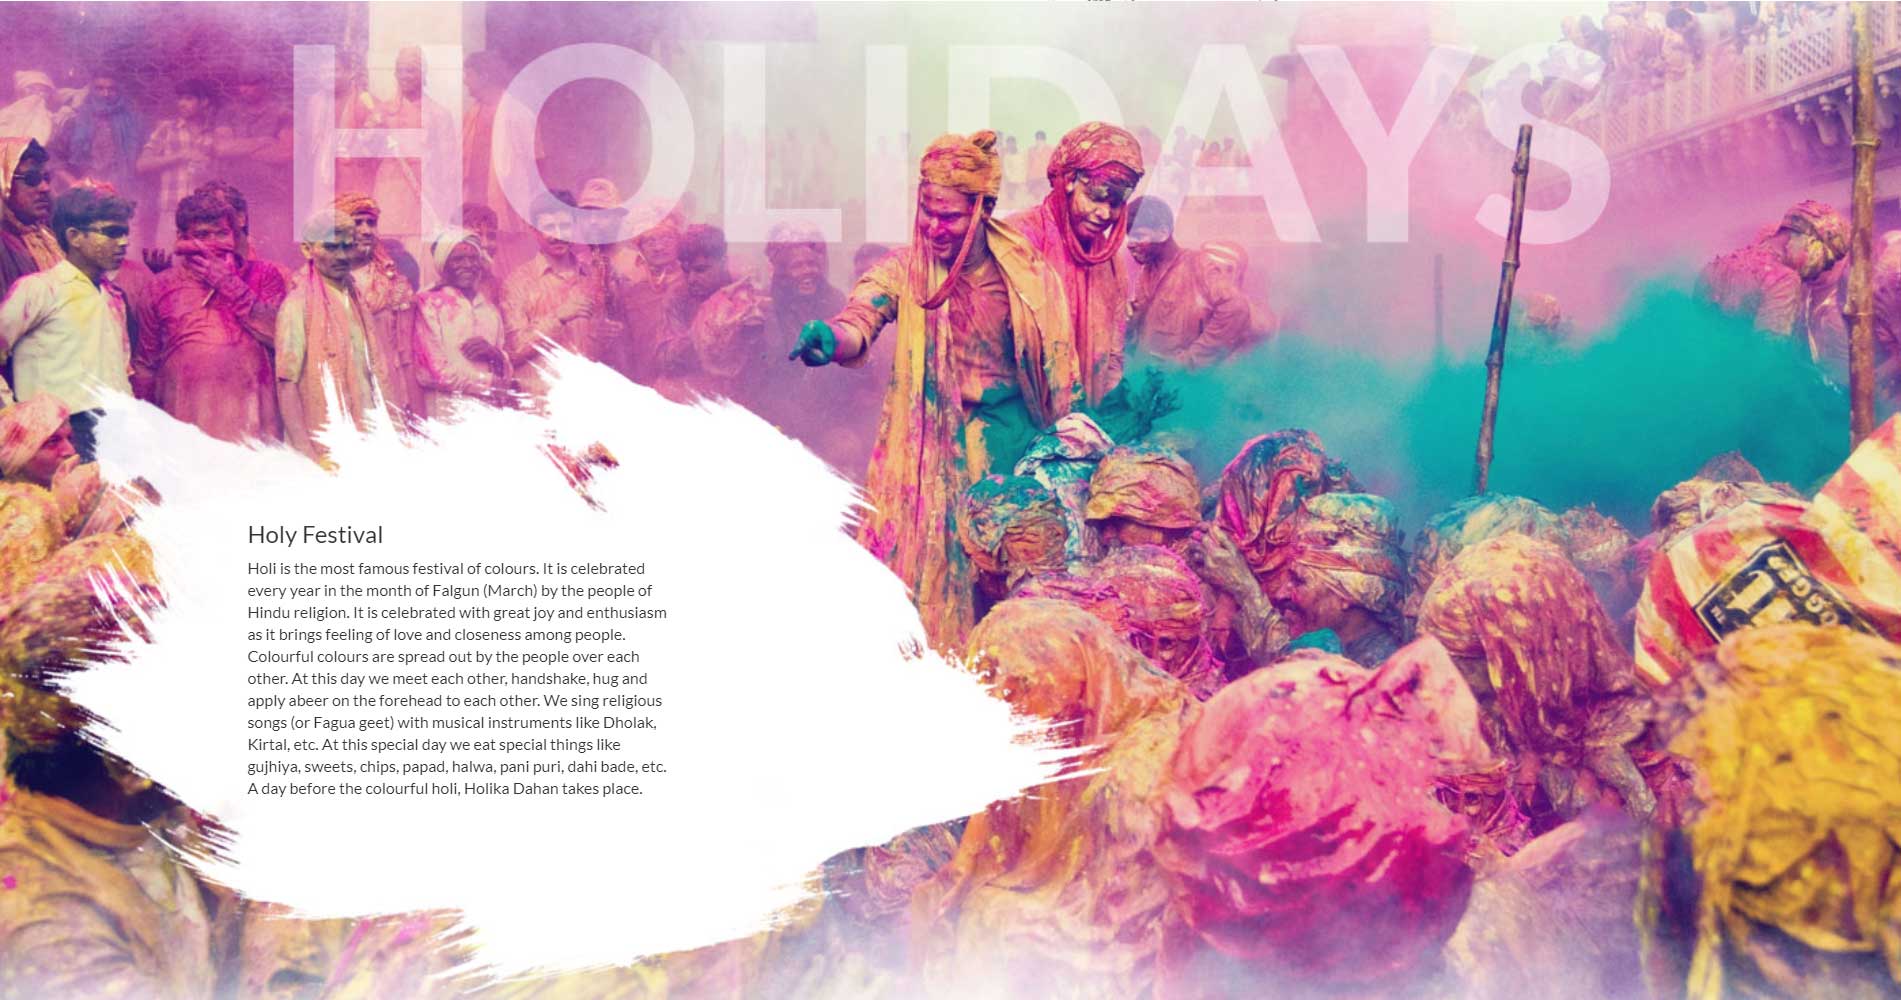 HOLIDAYS
Holy Festival
Holi is the most famous festival of colours. It is celebrated
every year in the month of Falgun (March) by the people of
Hindu religion. It is celebrated with great joy and enthusiasm
as it brings feeling of love and closeness among people.
Colourful colours are spread out by the people over each
other. At this day we meet each other, handshake, hug and
apply abeer on the forehead to each other. We sing religious
songs (or Fagua geet) with musical instruments like Dholak,
Kirtal, etc. At this special day we eat special things like
gujhiya, sweets, chips, papad, halwa, pani puri, dahi bade, etc.
A day before the colourful holi, Holika Dahan takes place.